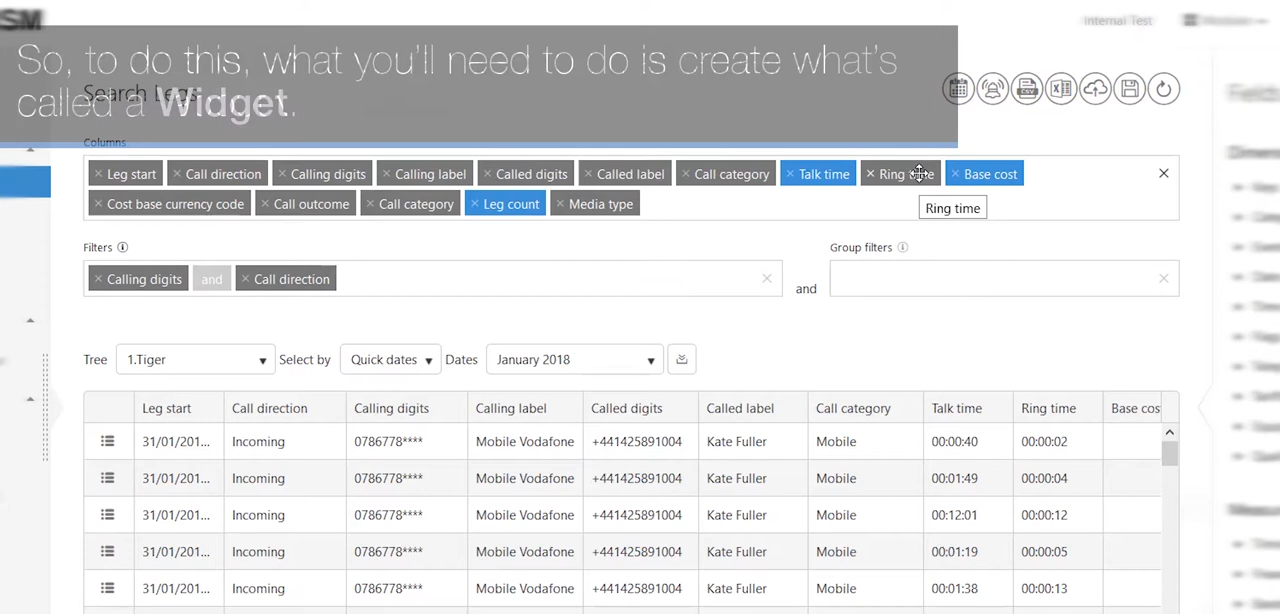 SM
Internal Test
So, to do this, what you'll need to do is create what's
called a Widget.
Search Legs
Columns
× Leg start × Call direction × Calling digits × Calling label × Called digits × Called label × Call category × Talk time × Ring time × Base cost ×
× Cost base currency code × Call outcome × Call category × Leg count × Media type
Ring time
Filters Group filters
× Calling digits and × Call direction × and ×
Tree 1.Tiger Select by Quick dates Dates January 2018
Leg start Call direction Calling digits Calling label Called digits Called label Call category Talk time Ring time Base cos
31/01/201... Incoming 0786778**** Mobile Vodafone +441425891004 Kate Fuller Mobile 00:00:40 00:00:02
31/01/201... Incoming 0786778**** Mobile Vodafone +441425891004 Kate Fuller Mobile 00:01:49 00:00:04
31/01/201... Incoming 0786778**** Mobile Vodafone +441425891004 Kate Fuller Mobile 00:12:01 00:00:12
31/01/201... Incoming 0786778**** Mobile Vodafone +441425891004 Kate Fuller Mobile 00:01:19 00:00:05
31/01/201... Incoming 0786778**** Mobile Vodafone +441425891004 Kate Fuller Mobile 00:01:38 00:00:13